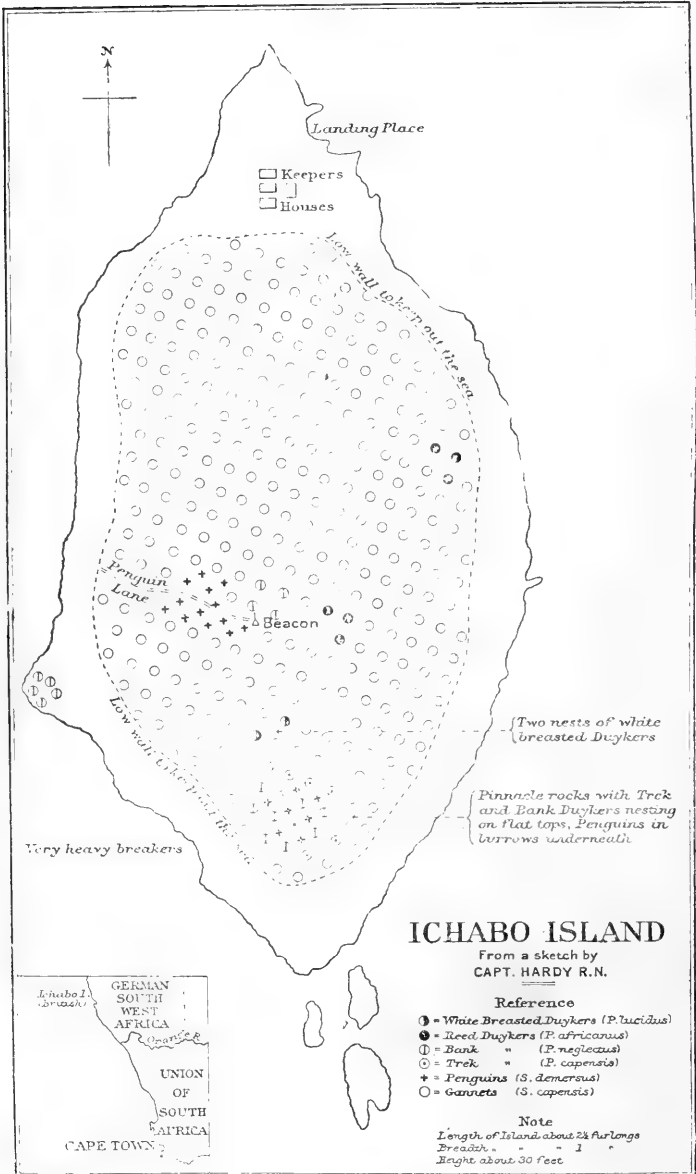 N
Landing Place
Keepers
Houses
Low wall to keep out the sea
Penguin
Lane
Beacon
Low wall to keep out the sea
Two nests of white
breasted Duykers
Pinnacle rocks with Trek
and Bank Duykers nesting
on flat tops, Penguins in
burrows underneath
Very heavy breakers
ICHABO ISLAND
From a sketch by
CAPT. HARDY R.N.
Reference
= White Breasted Duykers (P. lucidus)
= Reed Duykers (P. africanus)
= Bank " (P. neglectus)
= Trek " (P. capensis)
+ = Penguins (S. demersus)
= Gannets (S. capensis)
Note
Length of Island about 2¼ furlongs
Breadth " " " 1 "
Height about 30 feet
Ichabo I.
(British)
GERMAN
SOUTH
WEST
AFRICA
Orange R.
UNION
OF
SOUTH
AFRICA
CAPE TOWN